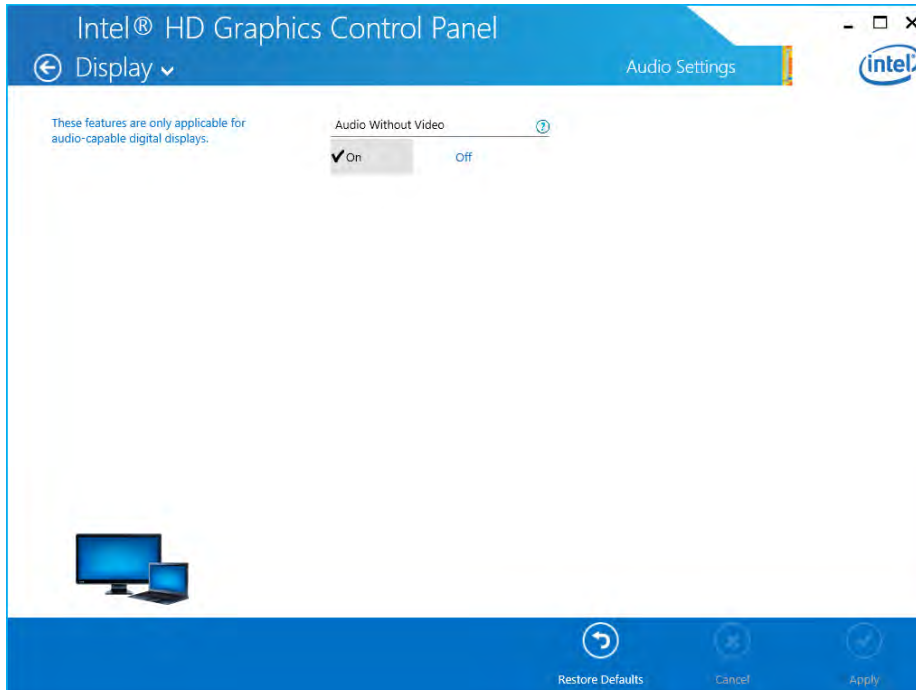 Intel® HD Graphics Control Panel
Display
Audio Settings
intel
These features are only applicable for
audio-capable digital displays.
Audio Without Video ?
On Off
Restore Defaults Cancel Apply